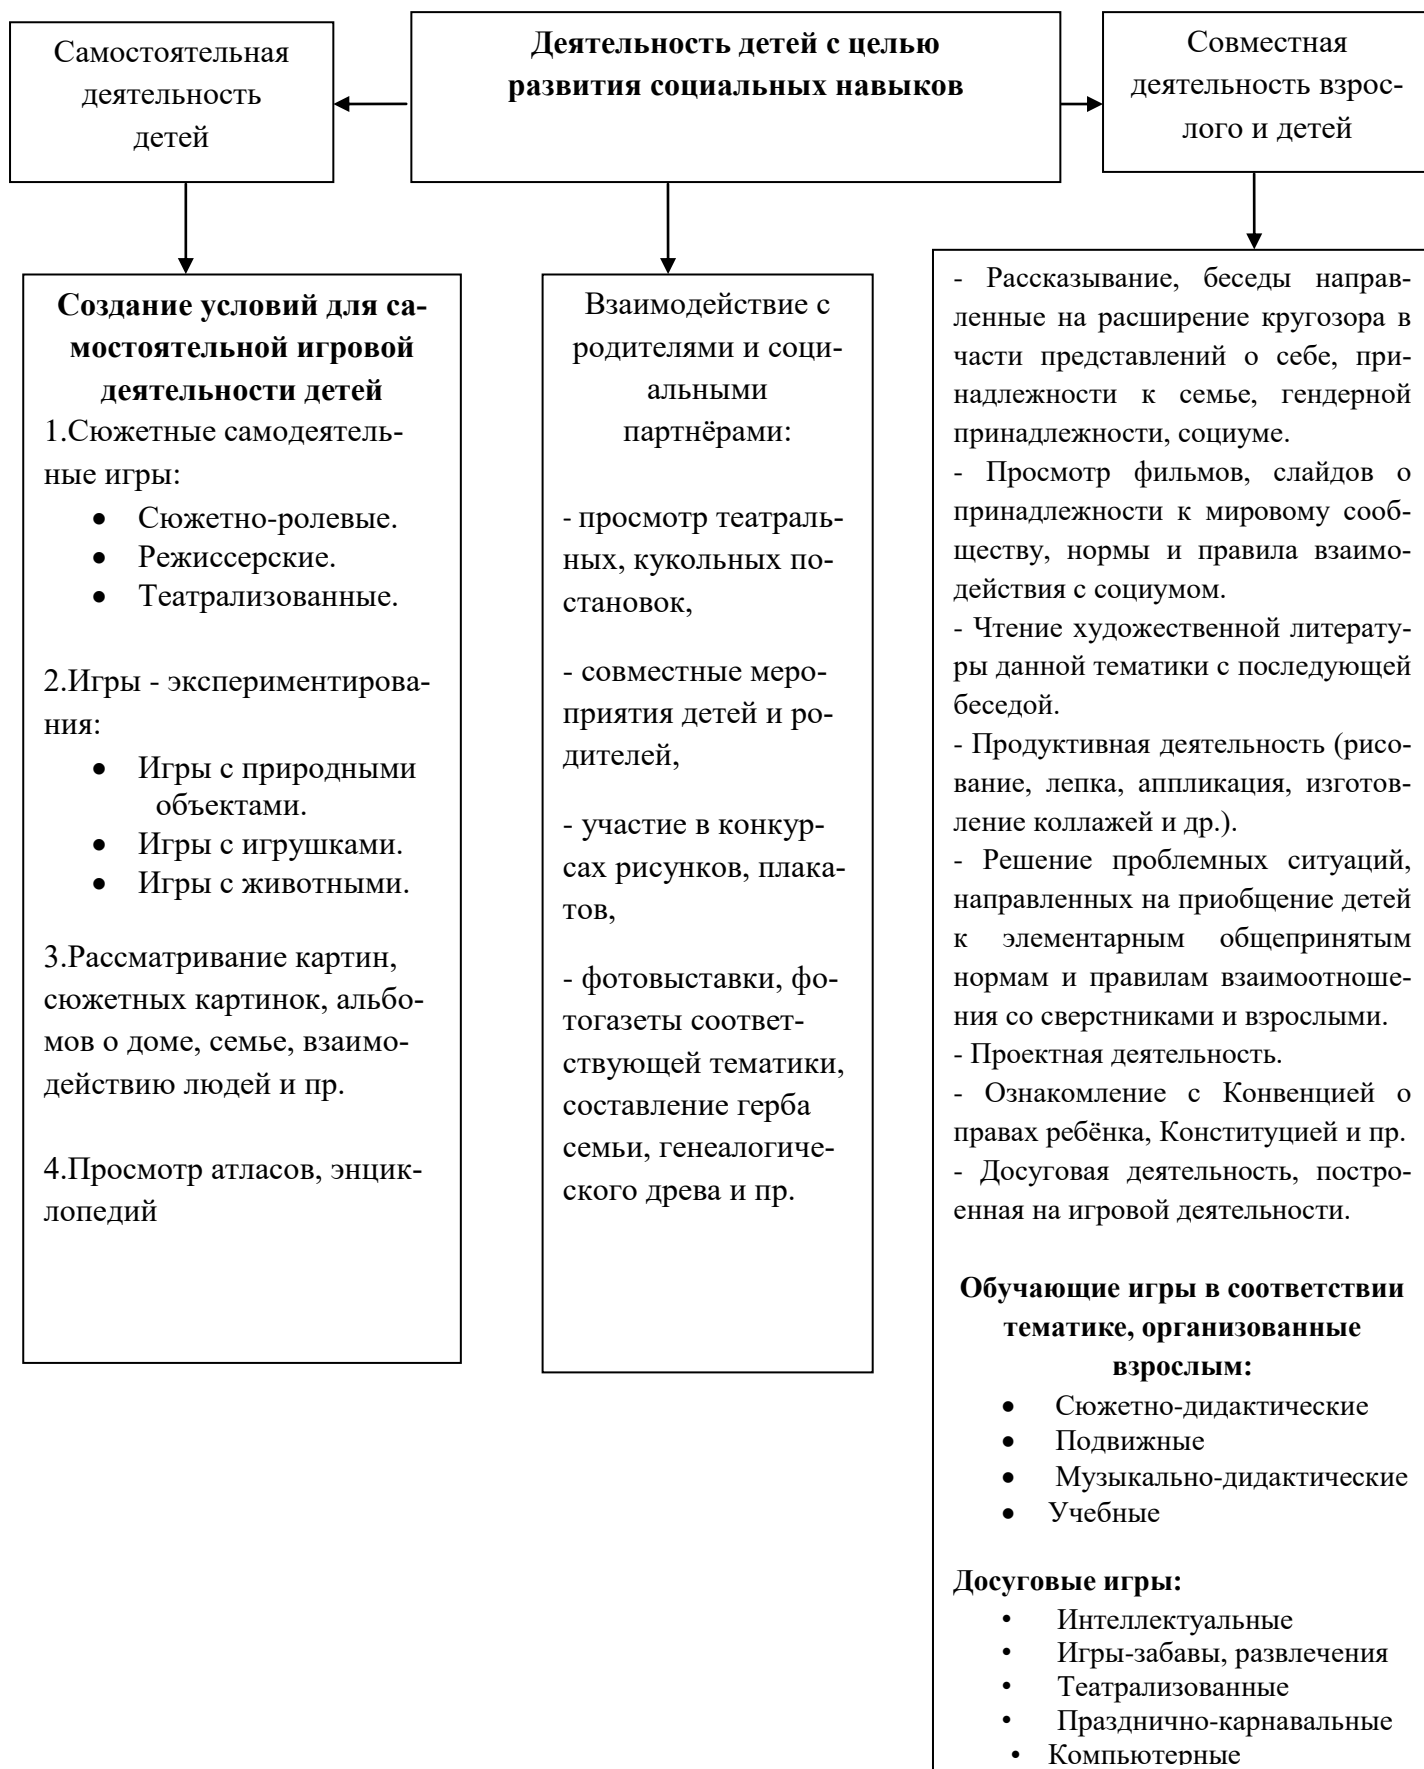 Самостоятельная
деятельность
детей
Деятельность детей с целью
развития социальных навыков
Совместная
деятельность взрос-
лого и детей
Создание условий для са-
мостоятельной игровой
деятельности детей
1.Сюжетные самодеятель-
ные игры:
• Сюжетно-ролевые.
• Режиссерские.
• Театрализованные.
2.Игры - экспериментирова-
ния:
• Игры с природными
объектами.
• Игры с игрушками.
• Игры с животными.
3.Рассматривание картин,
сюжетных картинок, альбо-
мов о доме, семье, взаимо-
действию людей и пр.
4.Просмотр атласов, энцик-
лопедий
Взаимодействие с
родителями и соци-
альными
партнёрами:
- просмотр театраль-
ных, кукольных по-
становок,
- совместные меро-
приятия детей и ро-
дителей,
- участие в конкур-
сах рисунков, плака-
тов,
- фотовыставки, фо-
тогазеты соответ-
ствующей тематики,
составление герба
семьи, генеалогиче-
ского древа и пр.
- Рассказывание, беседы направ-
ленные на расширение кругозора в
части представлений о себе, при-
надлежности к семье, гендерной
принадлежности, социуме.
- Просмотр фильмов, слайдов о
принадлежности к мировому сооб-
ществу, нормы и правила взаимо-
действия с социумом.
- Чтение художественной литерату-
ры данной тематики с последующей
беседой.
- Продуктивная деятельность (рисо-
вание, лепка, аппликация, изготов-
ление коллажей и др.).
- Решение проблемных ситуаций,
направленных на приобщение детей
к элементарным общепринятым
нормам и правилам взаимоотноше-
ния со сверстниками и взрослыми.
- Проектная деятельность.
- Ознакомление с Конвенцией о
правах ребёнка, Конституцией и пр.
- Досуговая деятельность, постро-
енная на игровой деятельности.
Обучающие игры в соответствии
тематике, организованные
взрослым:
• Сюжетно-дидактические
• Подвижные
• Музыкально-дидактические
• Учебные
Досуговые игры:
• Интеллектуальные
• Игры-забавы, развлечения
• Театрализованные
• Празднично-карнавальные
• Компьютерные